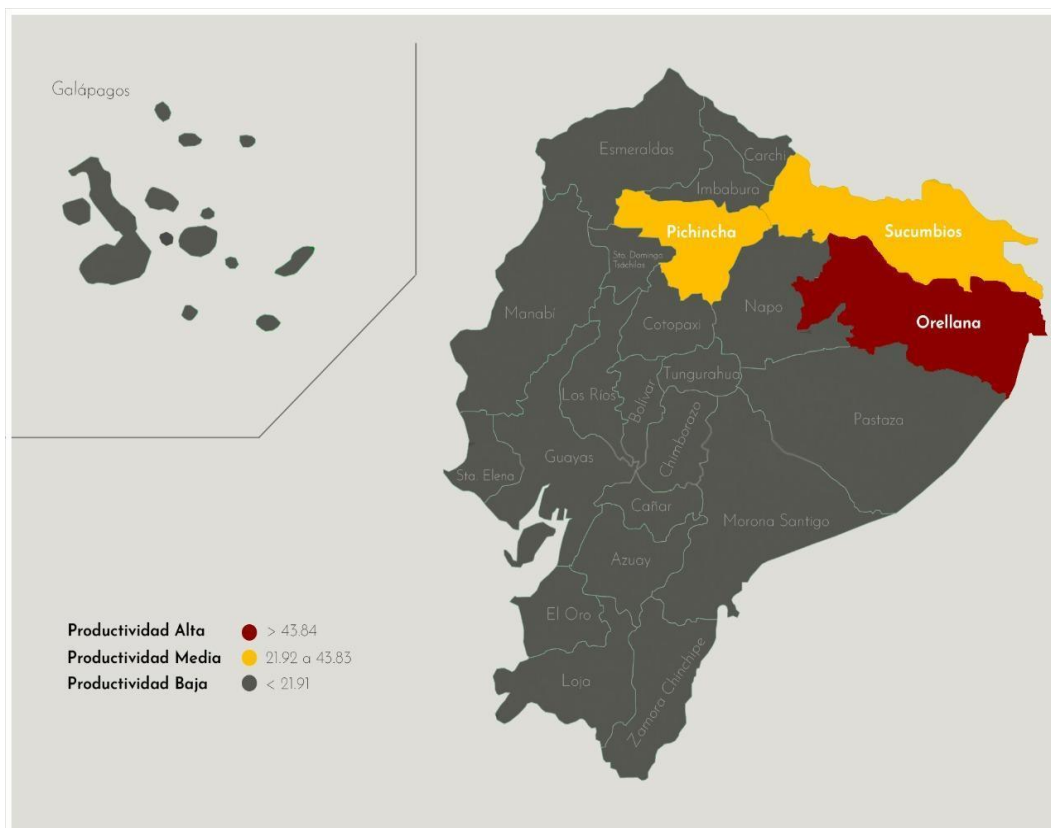 Galápagos
Esmeraldas
Carchi
Imbabura
Pichincha
Sucumbios
Sto. Domingo
Tsáchilas
Orellana
Manabí
Napo
Cotopaxi
Tungurahua
Los Ríos
Bolívar
Chimborazo
Pastaza
Guayas
Sta. Elena
Cañar
Morona Santigo
Azuay
El Oro
Loja
Zamora Chinchipe
Productividad Alta > 43.84
Productividad Media 21.92 a 43.83
Productividad Baja < 21.91